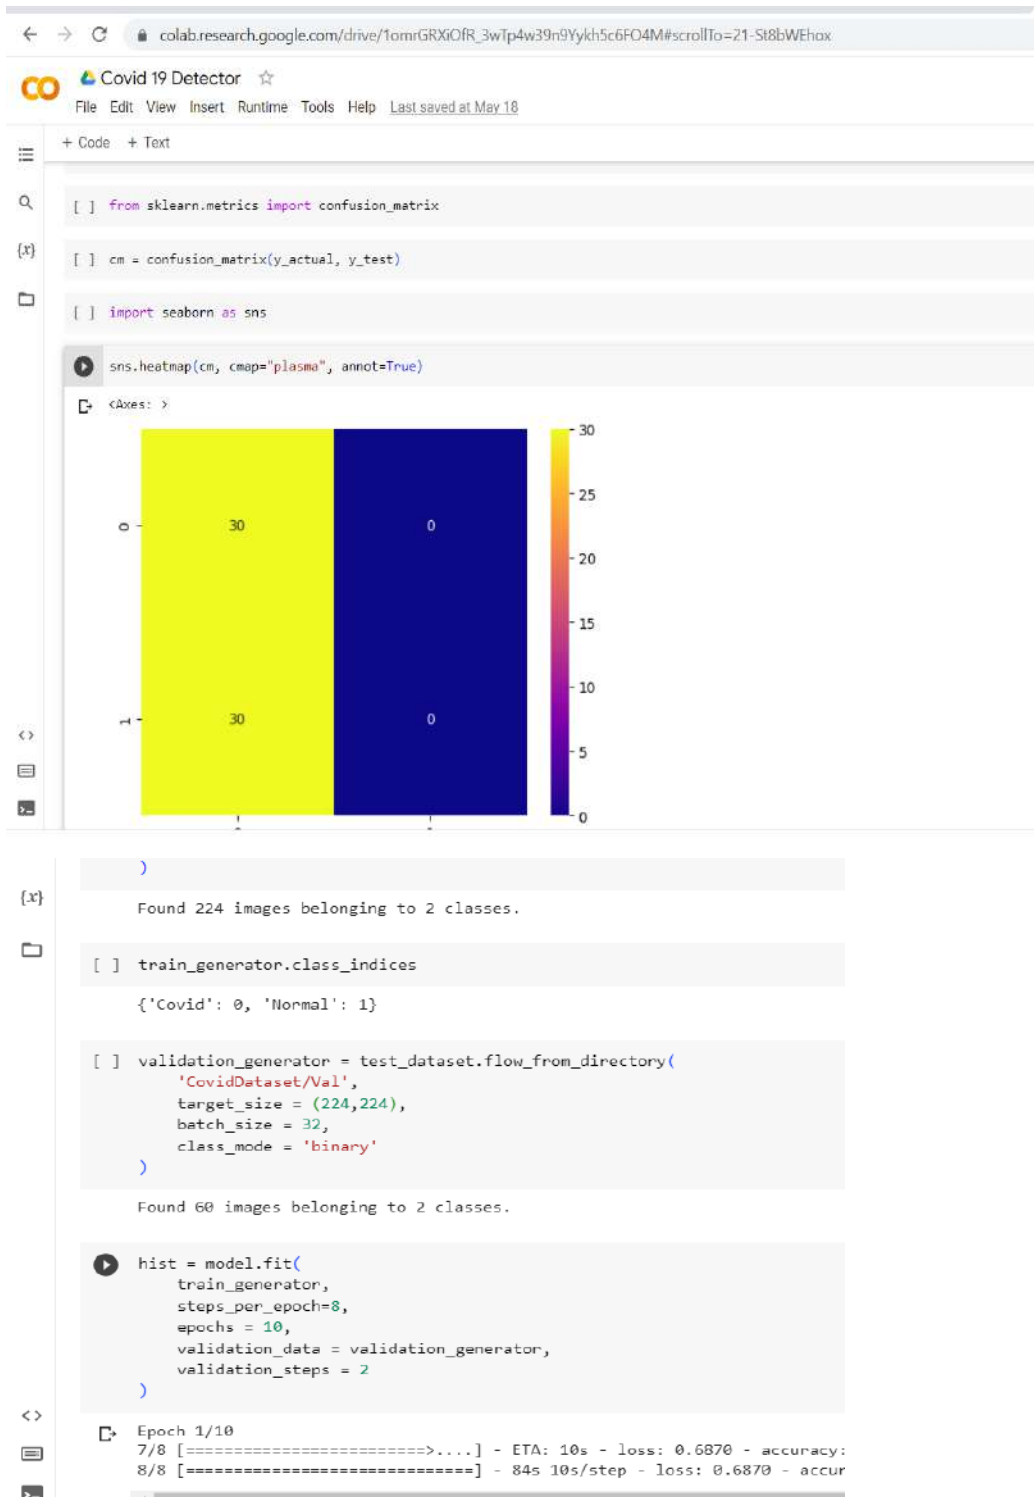 colab.research.google.com/drive/1omrGRXiOfR_3wTp4w39n9Yykh5c6FO4M#scrollTo=21-St8bWEhox
CO Covid 19 Detector
File Edit View Insert Runtime Tools Help Last saved at May 18
+ Code + Text
[ ] from sklearn.metrics import confusion_matrix
{x}
[ ] cm = confusion_matrix(y_actual, y_test)
[ ] import seaborn as sns
sns.heatmap(cm, cmap="plasma", annot=True)
<Axes: >
30
25
20
15
10
5
0
0
30
0
1
30
0
)
{x}
Found 224 images belonging to 2 classes.
[ ] train_generator.class_indices
{'Covid': 0, 'Normal': 1}
[ ] validation_generator = test_dataset.flow_from_directory(
'CovidDataset/Val',
target_size = (224,224),
batch_size = 32,
class_mode = 'binary'
)
Found 60 images belonging to 2 classes.
hist = model.fit(
train_generator,
steps_per_epoch=8,
epochs = 10,
validation_data = validation_generator,
validation_steps = 2
)
Epoch 1/10
7/8 [=========================>....] - ETA: 10s - loss: 0.6870 - accuracy:
8/8 [==============================] - 84s 10s/step - loss: 0.6870 - accur